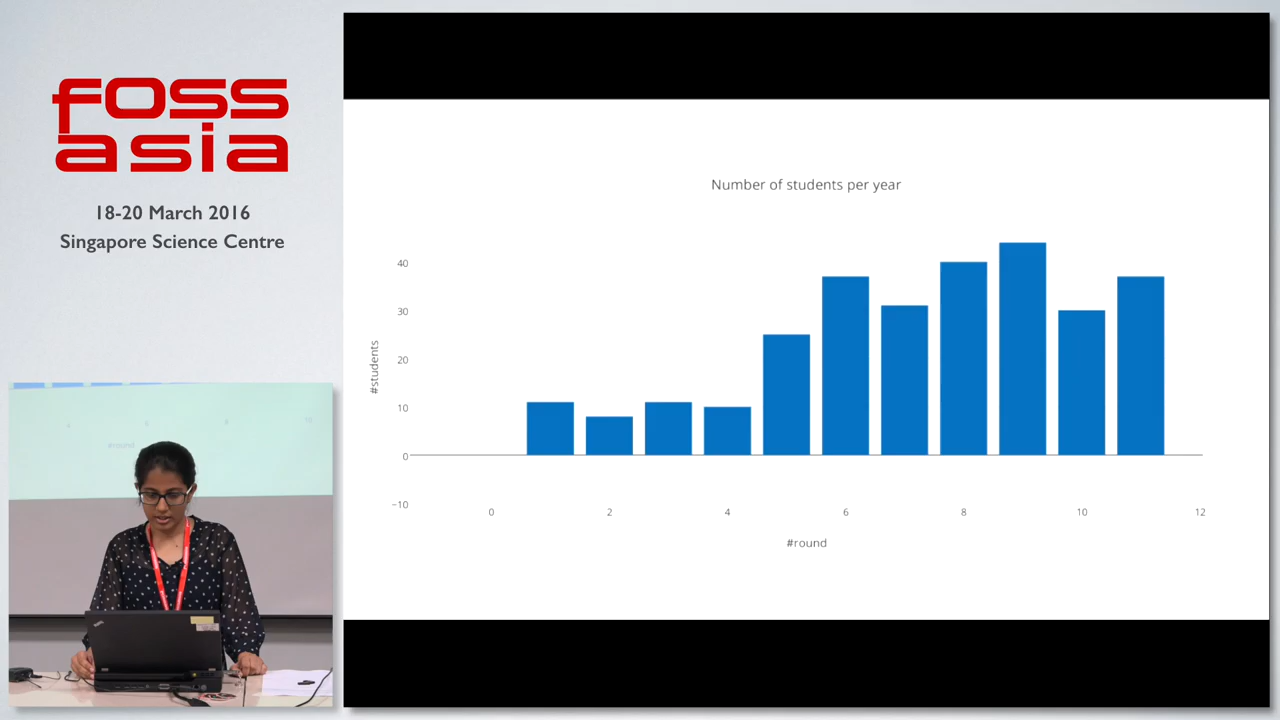 foss
asia
18-20 March 2016
Singapore Science Centre
Number of students per year
#students
40
30
20
10
0
−10
0 2 4 6 8 10 12
#round
#round